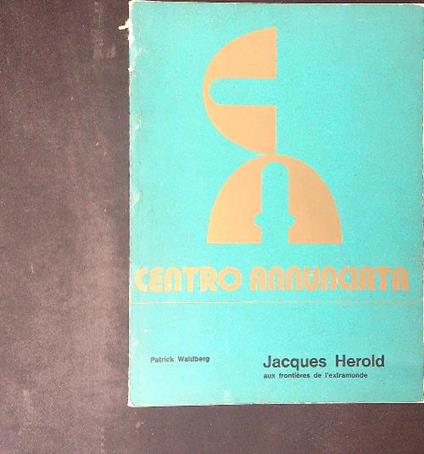 CENTRO ANNUNCIATA
Patrick Waldberg
Jacques Herold
aux frontières de l'extramonde